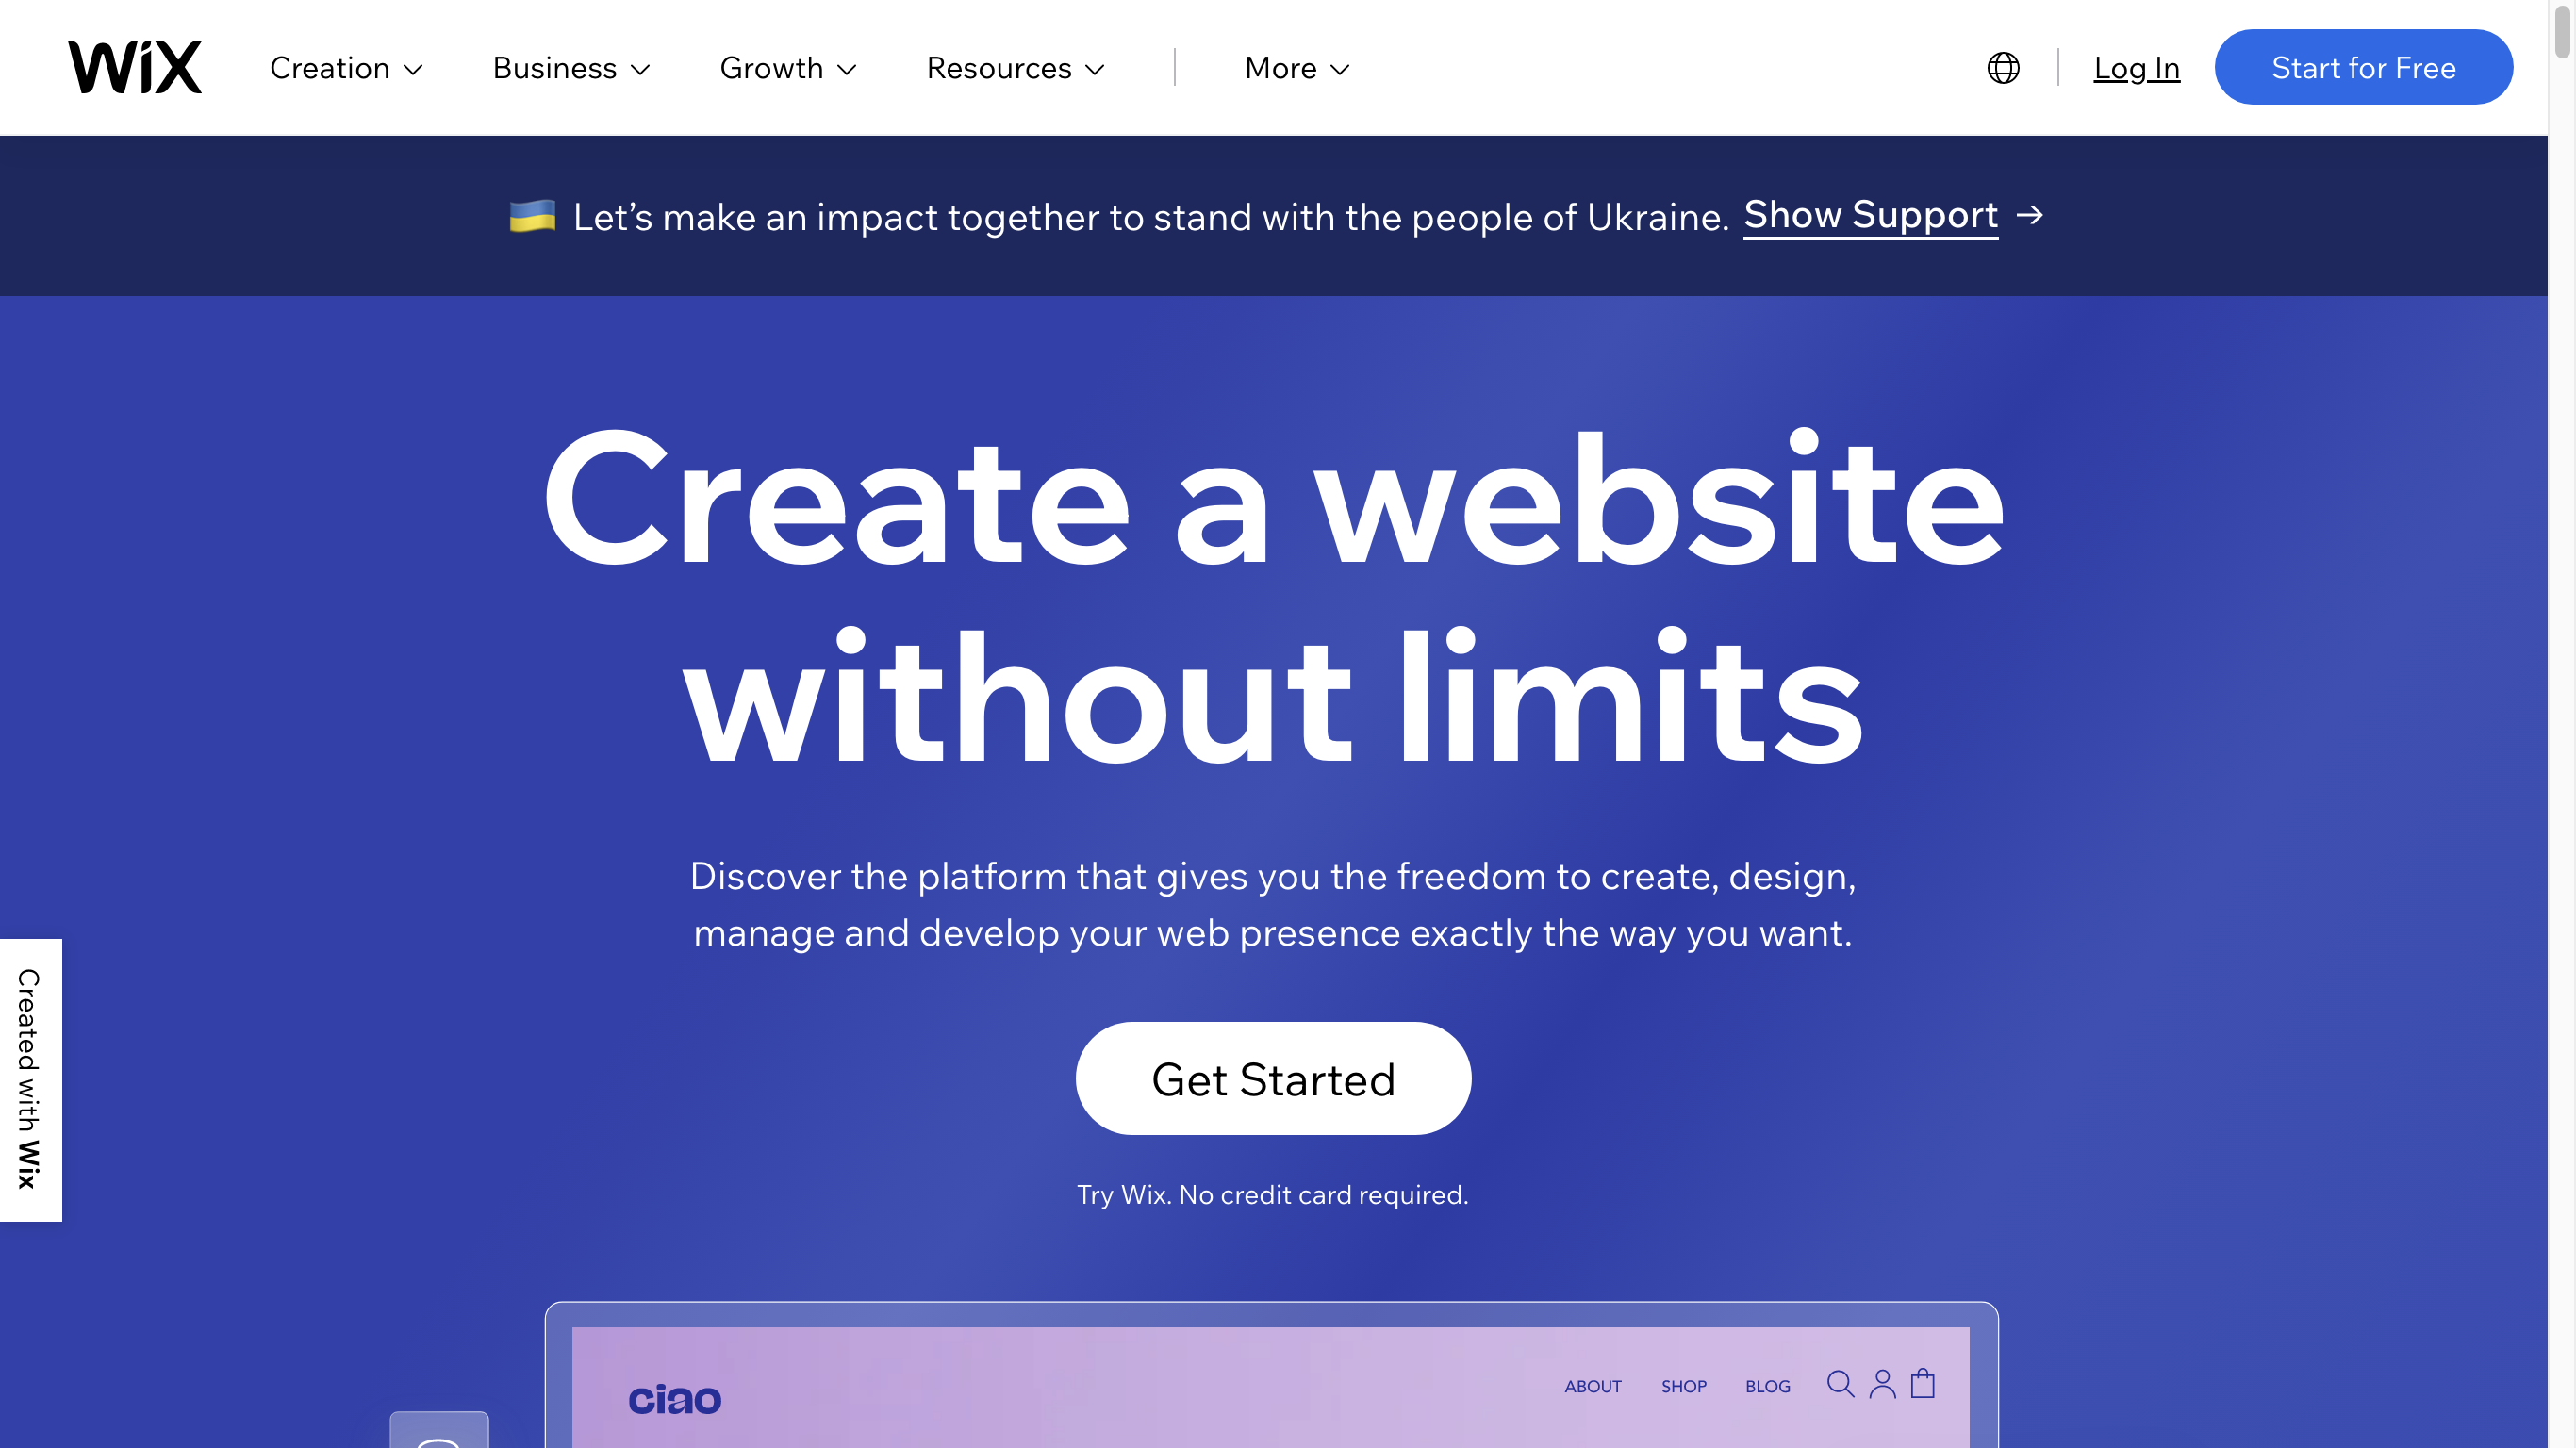 WiX
Creation
Business
Growth
Resources
More
Log In
Start for Free
Let’s make an impact together to stand with the people of Ukraine. Show Support →
Create a website
without limits
Discover the platform that gives you the freedom to create, design,
manage and develop your web presence exactly the way you want.
Get Started
Created with Wix
Try Wix. No credit card required.
ciao
ABOUT
SHOP
BLOG